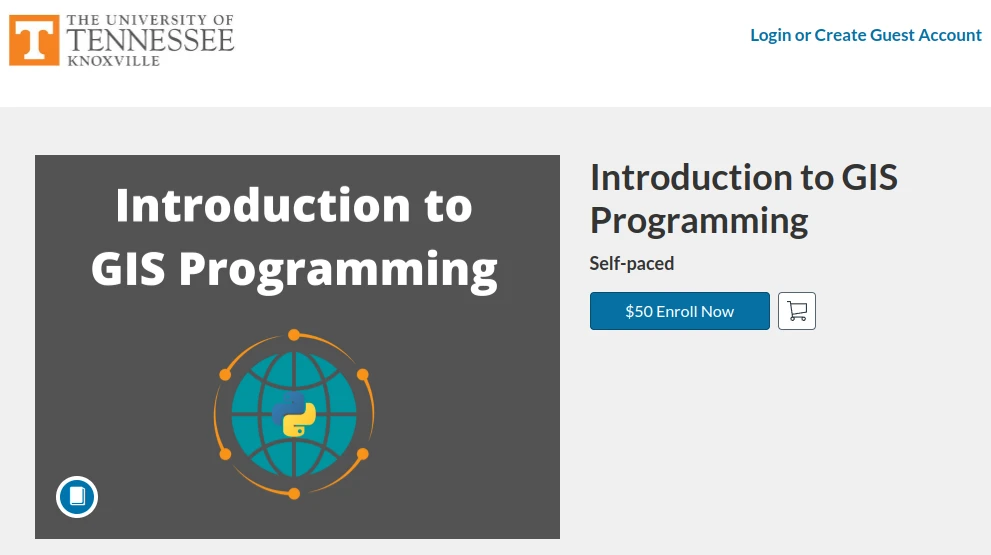 THE UNIVERSITY OF
TENNESSEE
KNOXVILLE
Login or Create Guest Account
Introduction to
GIS Programming
Introduction to GIS
Programming
Self-paced
$50 Enroll Now